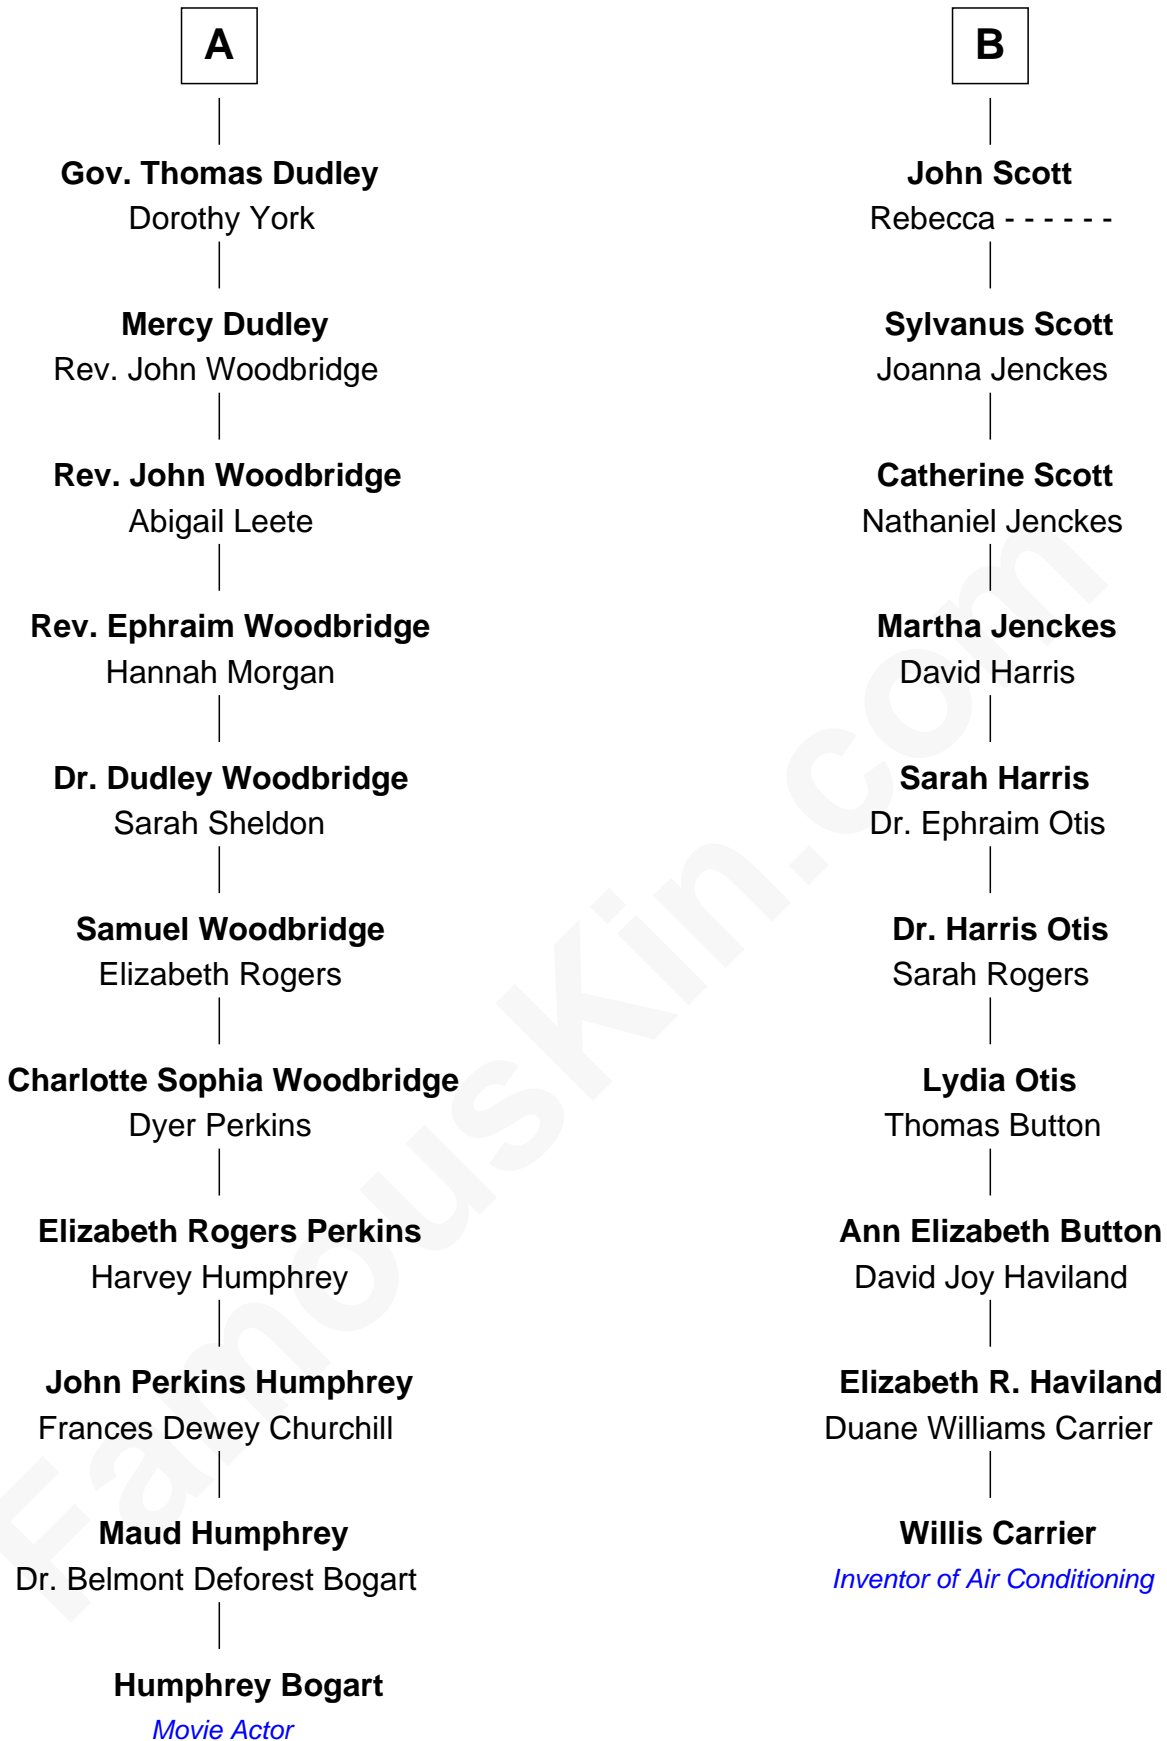 A
Gov. Thomas Dudley
Dorothy York
Mercy Dudley
Rev. John Woodbridge
Rev. John Woodbridge
Abigail Leete
Rev. Ephraim Woodbridge
Hannah Morgan
Dr. Dudley Woodbridge
Sarah Sheldon
Samuel Woodbridge
Elizabeth Rogers
Charlotte Sophia Woodbridge
Dyer Perkins
Elizabeth Rogers Perkins
Harvey Humphrey
John Perkins Humphrey
Frances Dewey Churchill
Maud Humphrey
Dr. Belmont Deforest Bogart
Humphrey Bogart
Movie Actor
B
John Scott
Rebecca - - - - - -
Sylvanus Scott
Joanna Jenckes
Catherine Scott
Nathaniel Jenckes
Martha Jenckes
David Harris
Sarah Harris
Dr. Ephraim Otis
Dr. Harris Otis
Sarah Rogers
Lydia Otis
Thomas Button
Ann Elizabeth Button
David Joy Haviland
Elizabeth R. Haviland
Duane Williams Carrier
Willis Carrier
Inventor of Air Conditioning
FamousKin.com